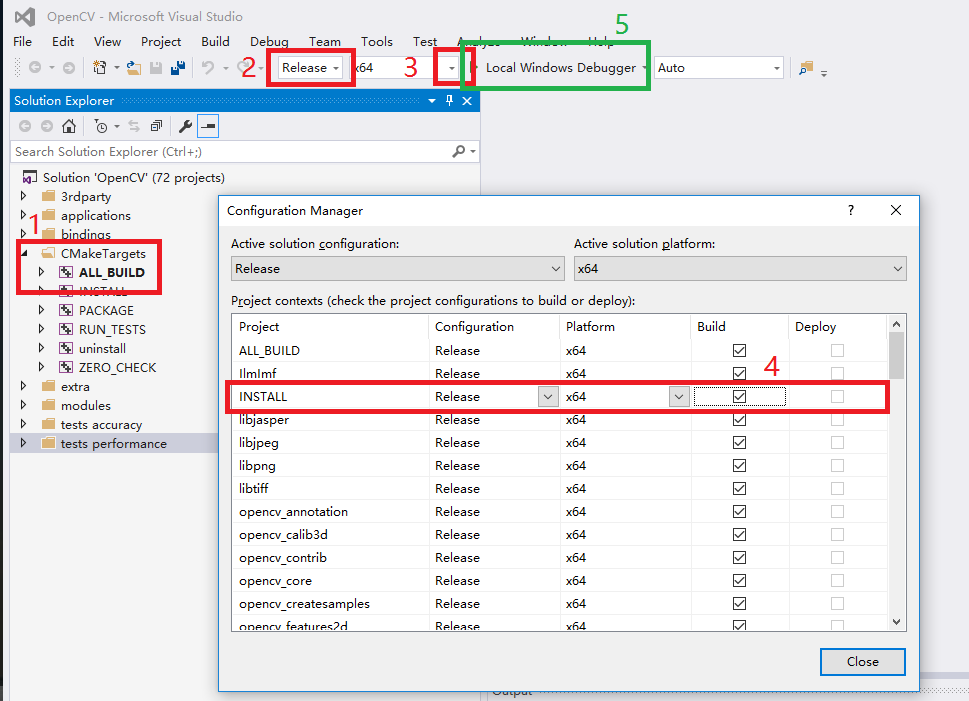 OpenCV - Microsoft Visual Studio
5
File Edit View Project Build Debug Team Tools Test Analyze Window Help
2 Release x64 3 Local Windows Debugger Auto
Solution Explorer
Search Solution Explorer (Ctrl+;)
Solution 'OpenCV' (72 projects)
3rdparty
applications
1
bindings
CMakeTargets
ALL_BUILD
INSTALL
PACKAGE
RUN_TESTS
uninstall
ZERO_CHECK
extra
modules
tests accuracy
tests performance
Configuration Manager
?
Active solution configuration: Active solution platform:
Release x64
Project contexts (check the project configurations to build or deploy):
Project Configuration Platform Build Deploy
ALL_BUILD Release x64
IlmImf Release x64
4
INSTALL Release x64
libjasper Release x64
libjpeg Release x64
libpng Release x64
libtiff Release x64
opencv_annotation Release x64
opencv_calib3d Release x64
opencv_contrib Release x64
opencv_core Release x64
opencv_createsamples Release x64
opencv_features2d Release x64
Close
Output